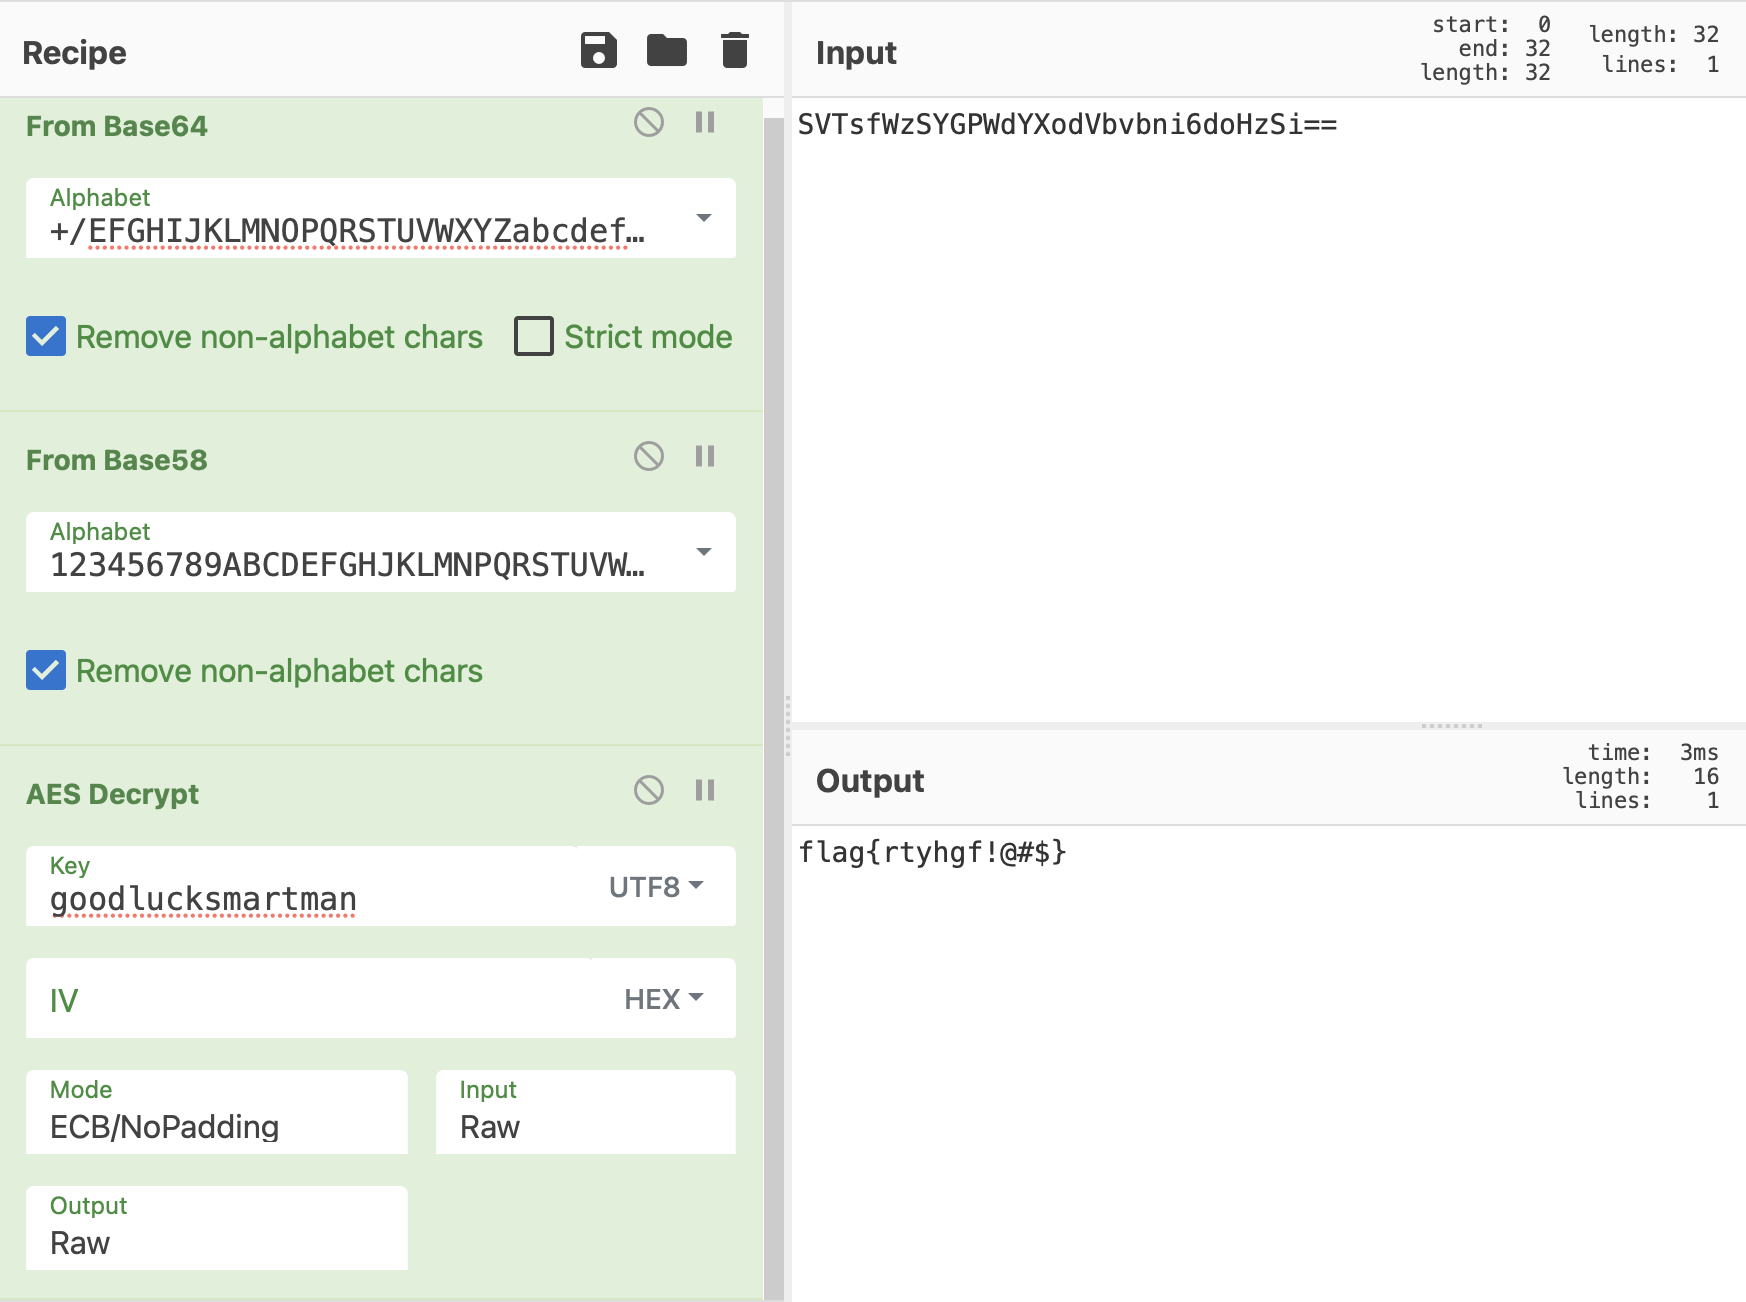 Recipe
From Base64
Alphabet
+/EFGHIJKLMNOPQRSTUVWXYZabcdef…
Remove non-alphabet chars Strict mode
From Base58
Alphabet
123456789ABCDEFGHJKLMNPQRSTUVW…
Remove non-alphabet chars
AES Decrypt
Key
goodlucksmartman
UTF8
IV
HEX
Mode
ECB/NoPadding
Input
Raw
Output
Raw
Input
start: 0
end: 32
length: 32
length: 32
lines: 1
SVTsfWzSYGPWdYXodVbvbni6doHzSi==
Output
time: 3ms
length: 16
lines: 1
flag{rtyhgf!@#$}